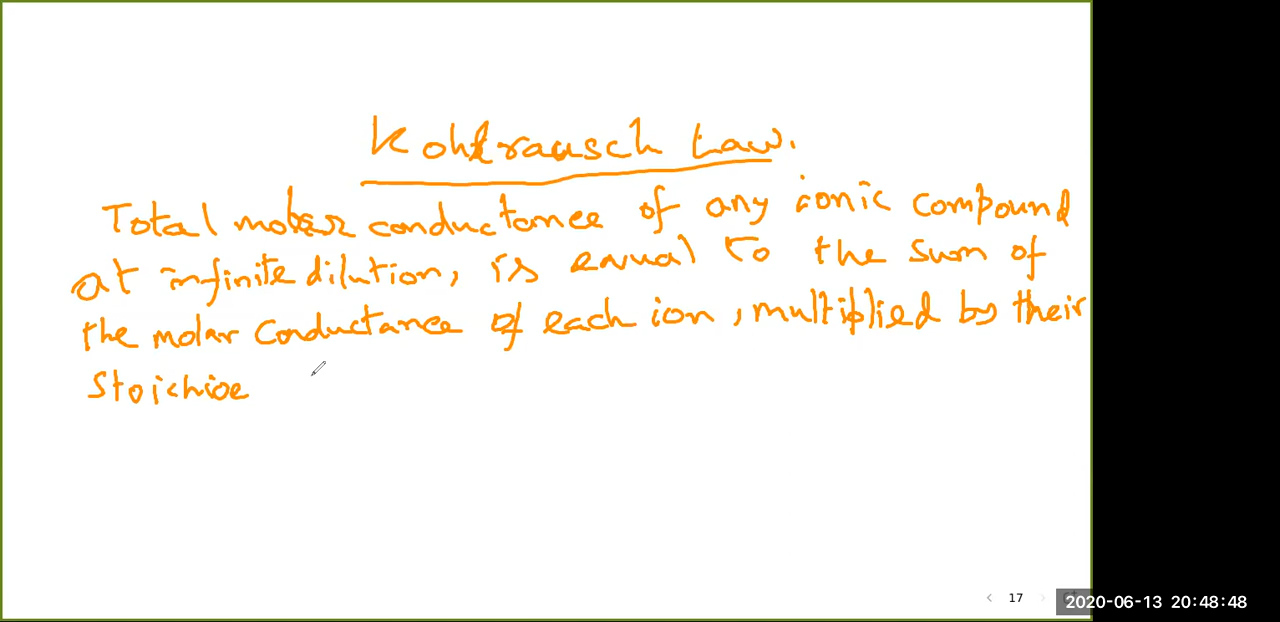 Kohlrausch Law.
Total molar conductance of any ionic compound
at infinite dilution, is equal to the sum of
the molar conductance of each ion, multiplied by their
Stoichioe
17
2020-06-13 20:48:48